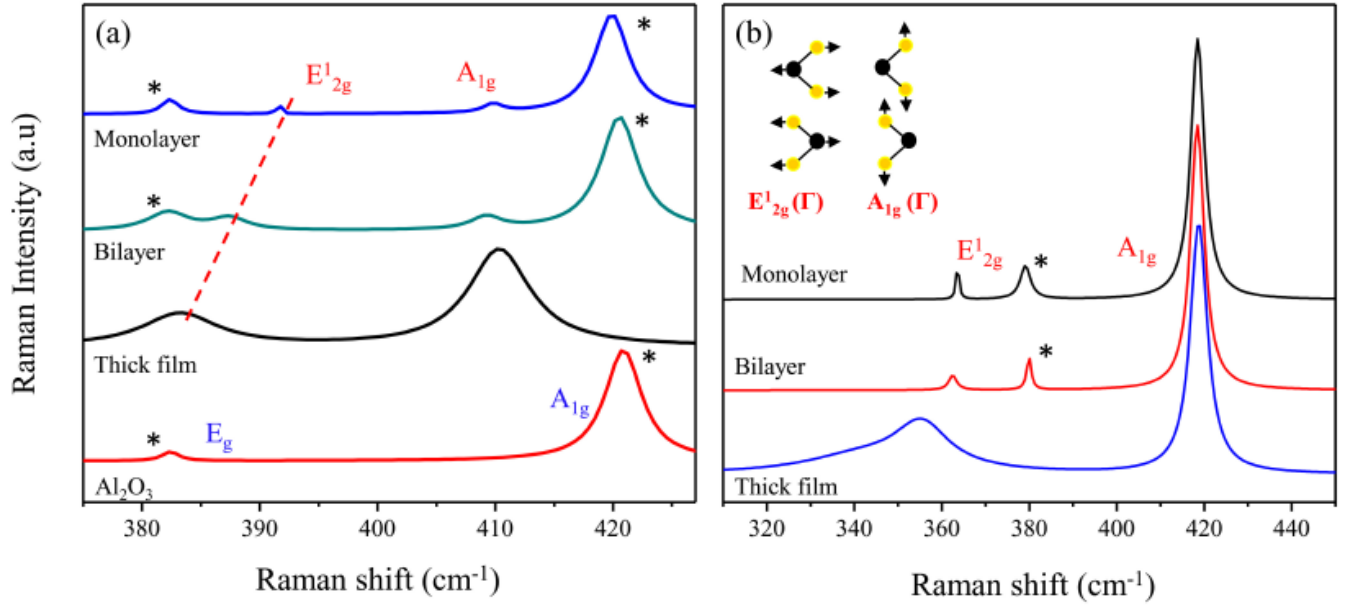 Raman Intensity (a.u)
(a)
*
*
E¹₂g
A₁g
Monolayer
*
*
Bilayer
Thick film
*
A₁g
*
E_g
Al₂O₃
380 390 400 410 420
Raman shift (cm⁻¹)
(b)
E¹₂g (Γ) A₁g (Γ)
E¹₂g
*
A₁g
Monolayer
*
Bilayer
Thick film
320 340 360 380 400 420 440
Raman shift (cm⁻¹)